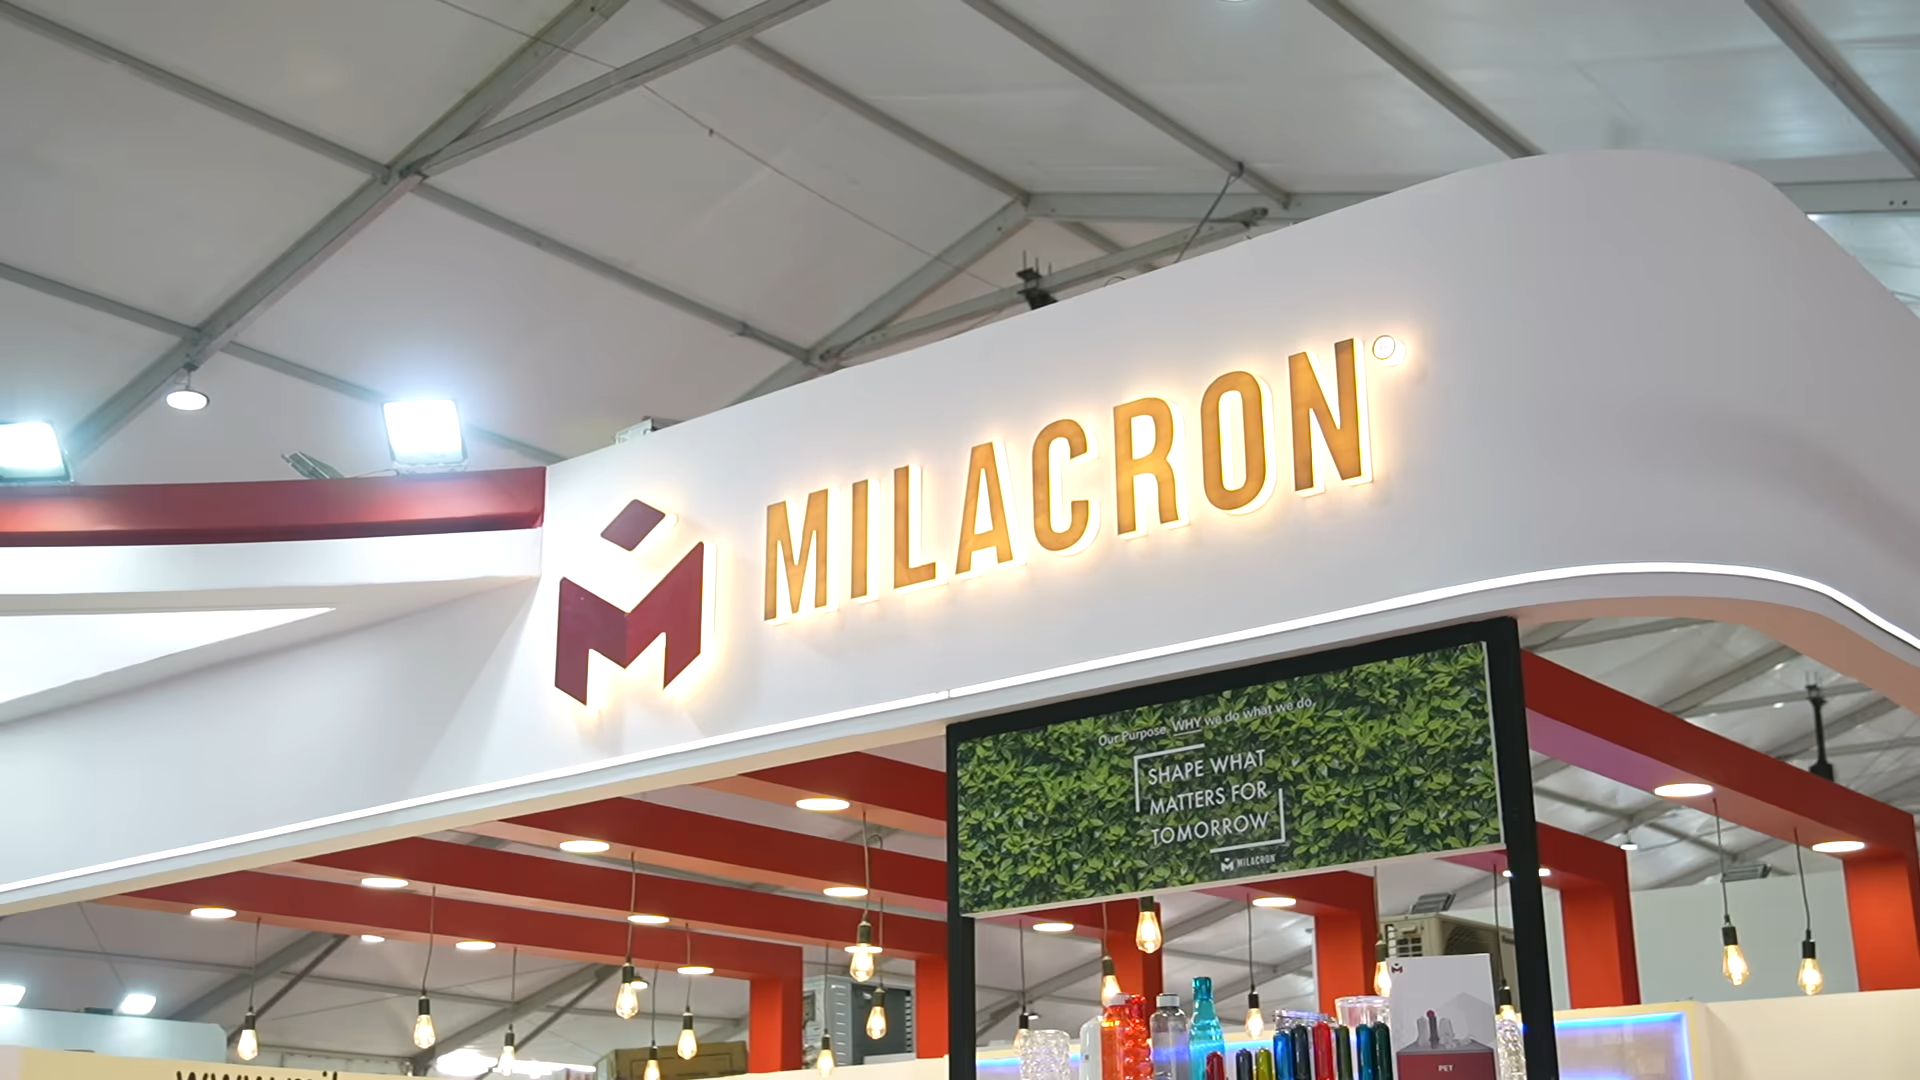 MILACRON®
Our Purpose WHY we do what we do
SHAPE WHAT
MATTERS FOR
TOMORROW
MILACRON
PET